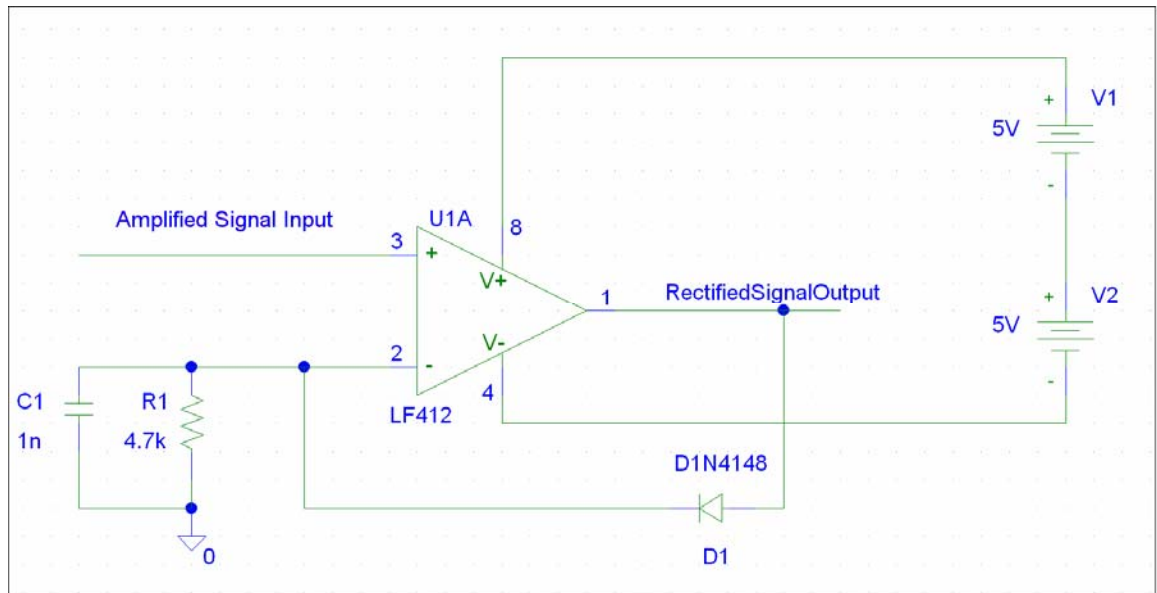 + V1
5V
-
Amplified Signal Input
U1A
8
3
+
V+
1
RectifiedSignalOutput
+ V2
5V
V-
2
-
4
-
C1
R1
LF412
1n
4.7k
D1N4148
0
D1